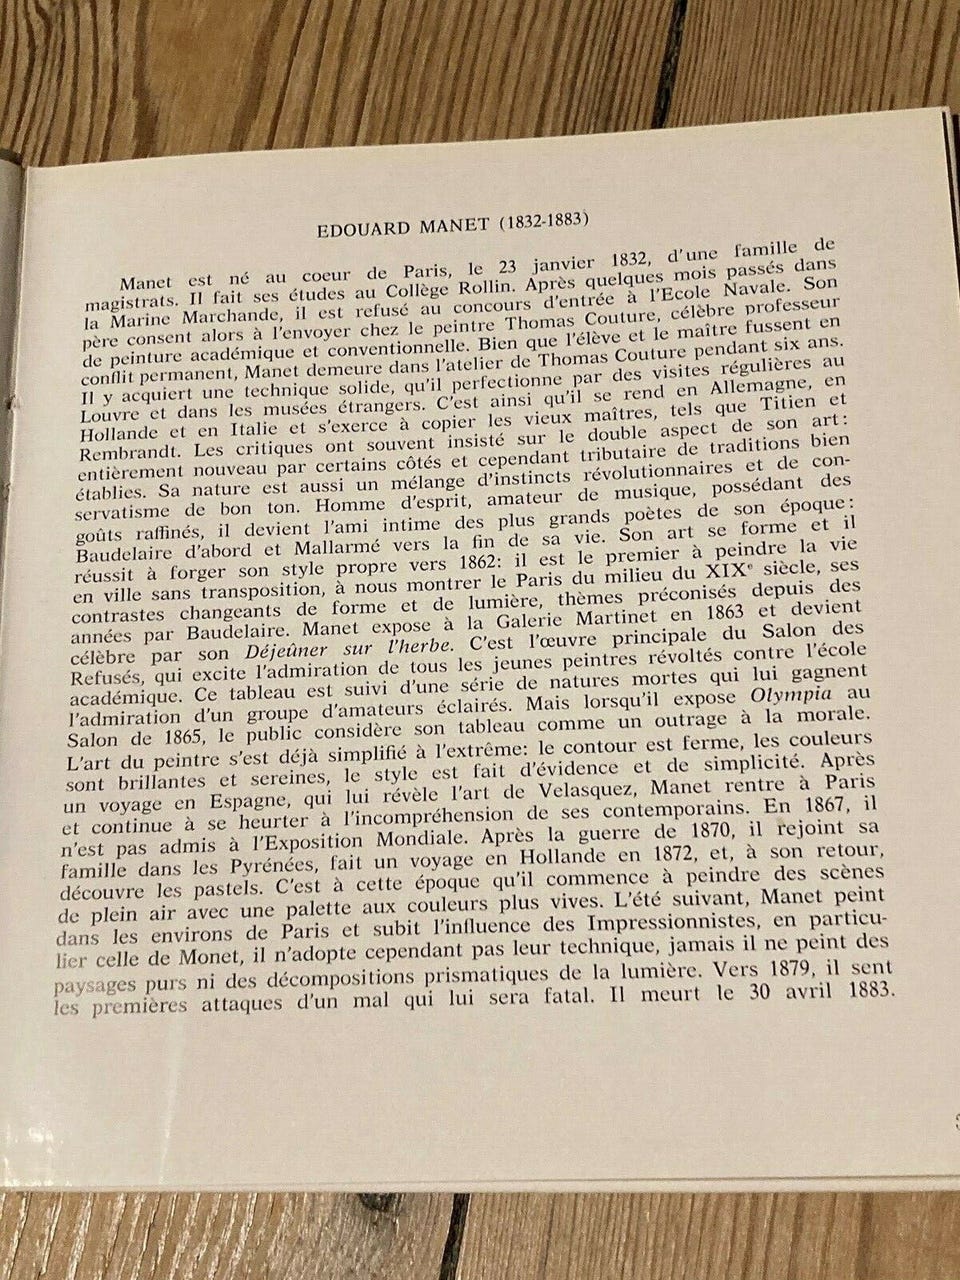 EDOUARD MANET (1832-1883)
Manet est né au coeur de Paris, le 23 janvier 1832, d'une famille de
magistrats. Il fait ses études au Collège Rollin. Après quelques mois passés dans
la Marine Marchande, il est refusé au concours d'entrée à l'Ecole Navale. Son
père consent alors à l'envoyer chez le peintre Thomas Couture, célèbre professeur
de peinture académique et conventionnelle. Bien que l'élève et le maître fussent en
conflit permanent, Manet demeure dans l'atelier de Thomas Couture pendant six ans.
Il y acquiert une technique solide, qu'il perfectionne par des visites régulières au
Louvre et dans les musées étrangers. C'est ainsi qu'il se rend en Allemagne, en
Hollande et en Italie et s'exerce à copier les vieux maîtres, tels que Titien et
Rembrandt. Les critiques ont souvent insisté sur le double aspect de son art:
entièrement nouveau par certains côtés et cependant tributaire de traditions bien
établies. Sa nature est aussi un mélange d'instincts révolutionnaires et de con-
servatisme de bon ton. Homme d'esprit, amateur de musique, possédant des
goûts raffinés, il devient l'ami intime des plus grands poètes de son époque:
Baudelaire d'abord et Mallarmé vers la fin de sa vie. Son art se forme et il
réussit à forger son style propre vers 1862: il est le premier à peindre la vie
en ville sans transposition, à nous montrer le Paris du milieu du XIXe siècle, ses
contrastes changeants de forme et de lumière, thèmes préconisés depuis des
années par Baudelaire. Manet expose à la Galerie Martinet en 1863 et devient
célèbre par son Déjeûner sur l'herbe. C'est l'œuvre principale du Salon des
Refusés, qui excite l'admiration de tous les jeunes peintres révoltés contre l'école
académique. Ce tableau est suivi d'une série de natures mortes qui lui gagnent
l'admiration d'un groupe d'amateurs éclairés. Mais lorsqu'il expose Olympia au
Salon de 1865, le public considère son tableau comme un outrage à la morale.
L'art du peintre s'est déjà simplifié à l'extrême: le contour est ferme, les couleurs
sont brillantes et sereines, le style est fait d'évidence et de simplicité. Après
un voyage en Espagne, qui lui révèle l'art de Velasquez, Manet rentre à Paris
et continue à se heurter à l'incompréhension de ses contemporains. En 1867, il
n'est pas admis à l'Exposition Mondiale. Après la guerre de 1870, il rejoint sa
famille dans les Pyrénées, fait un voyage en Hollande en 1872, et, à son retour,
découvre les pastels. C'est à cette époque qu'il commence à peindre des scènes
de plein air avec une palette aux couleurs plus vives. L'été suivant, Manet peint
dans les environs de Paris et subit l'influence des Impressionnistes, en particu-
lier celle de Monet, il n'adopte cependant pas leur technique, jamais il ne peint des
paysages purs ni des décompositions prismatiques de la lumière. Vers 1879, il sent
les premières attaques d'un mal qui lui sera fatal. Il meurt le 30 avril 1883.